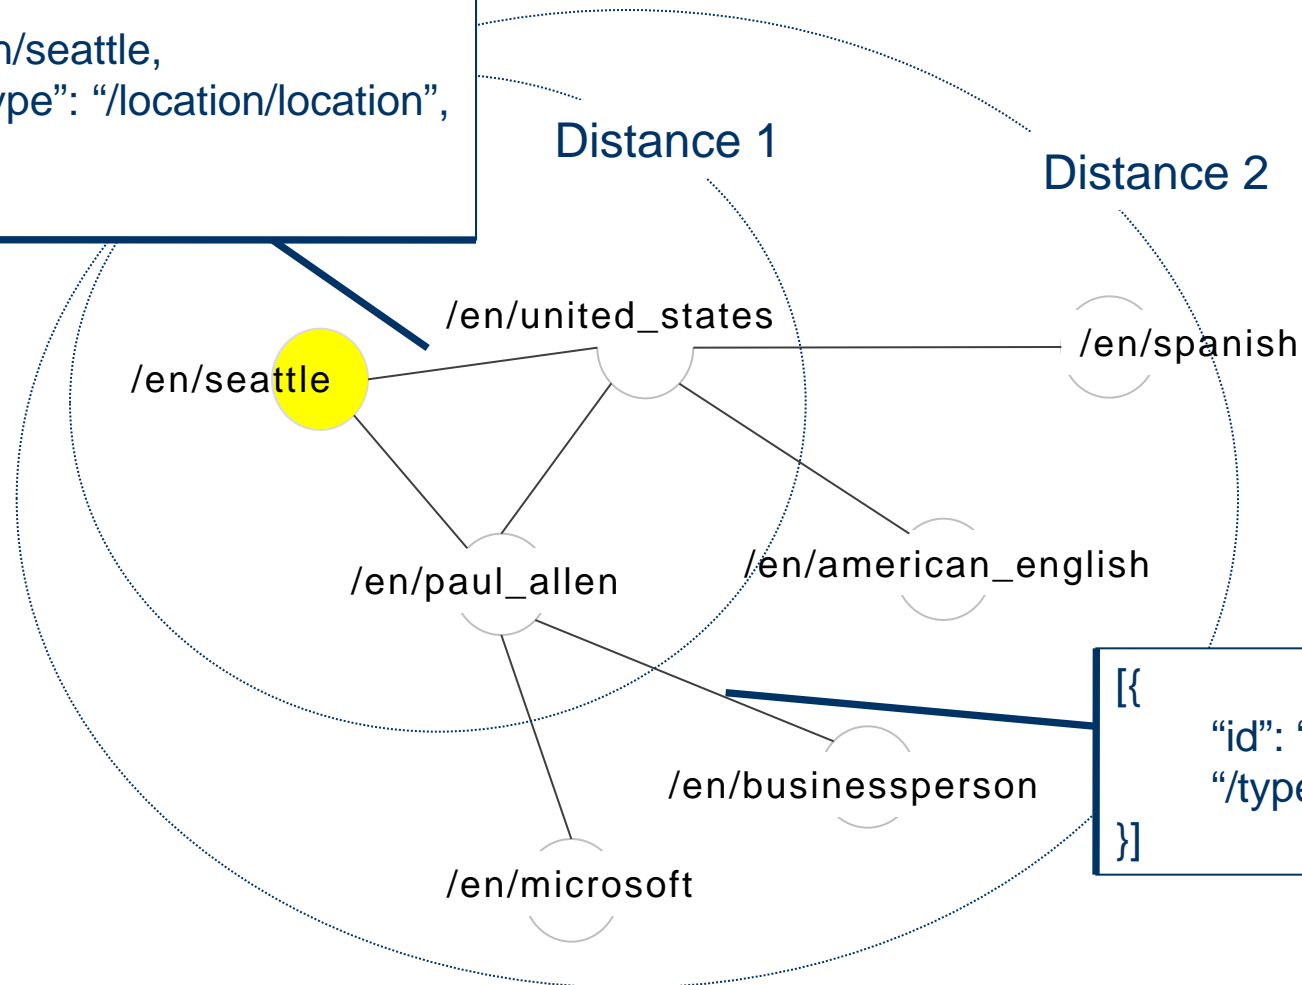 n/seattle,
ype”: “/location/location”,
Distance 1
Distance 2
/en/united_states
/en/spanish
/en/seattle
/en/paul_allen
/en/american_english
[{
“id”: “
“/type
}]
/en/businessperson
/en/microsoft